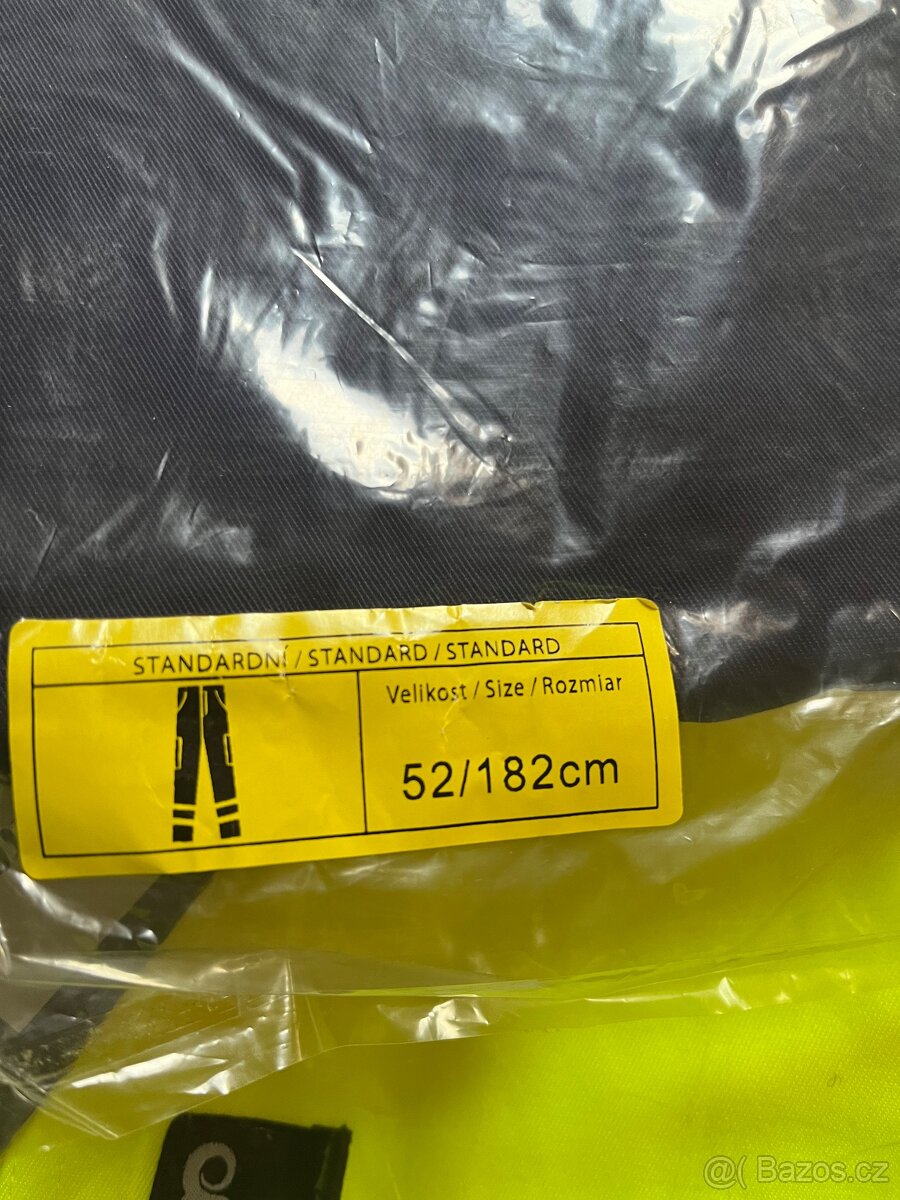 STANDARDNÍ / STANDARD / STANDARD
Velikost / Size / Rozmiar
52/182cm
@( Bazos.cz